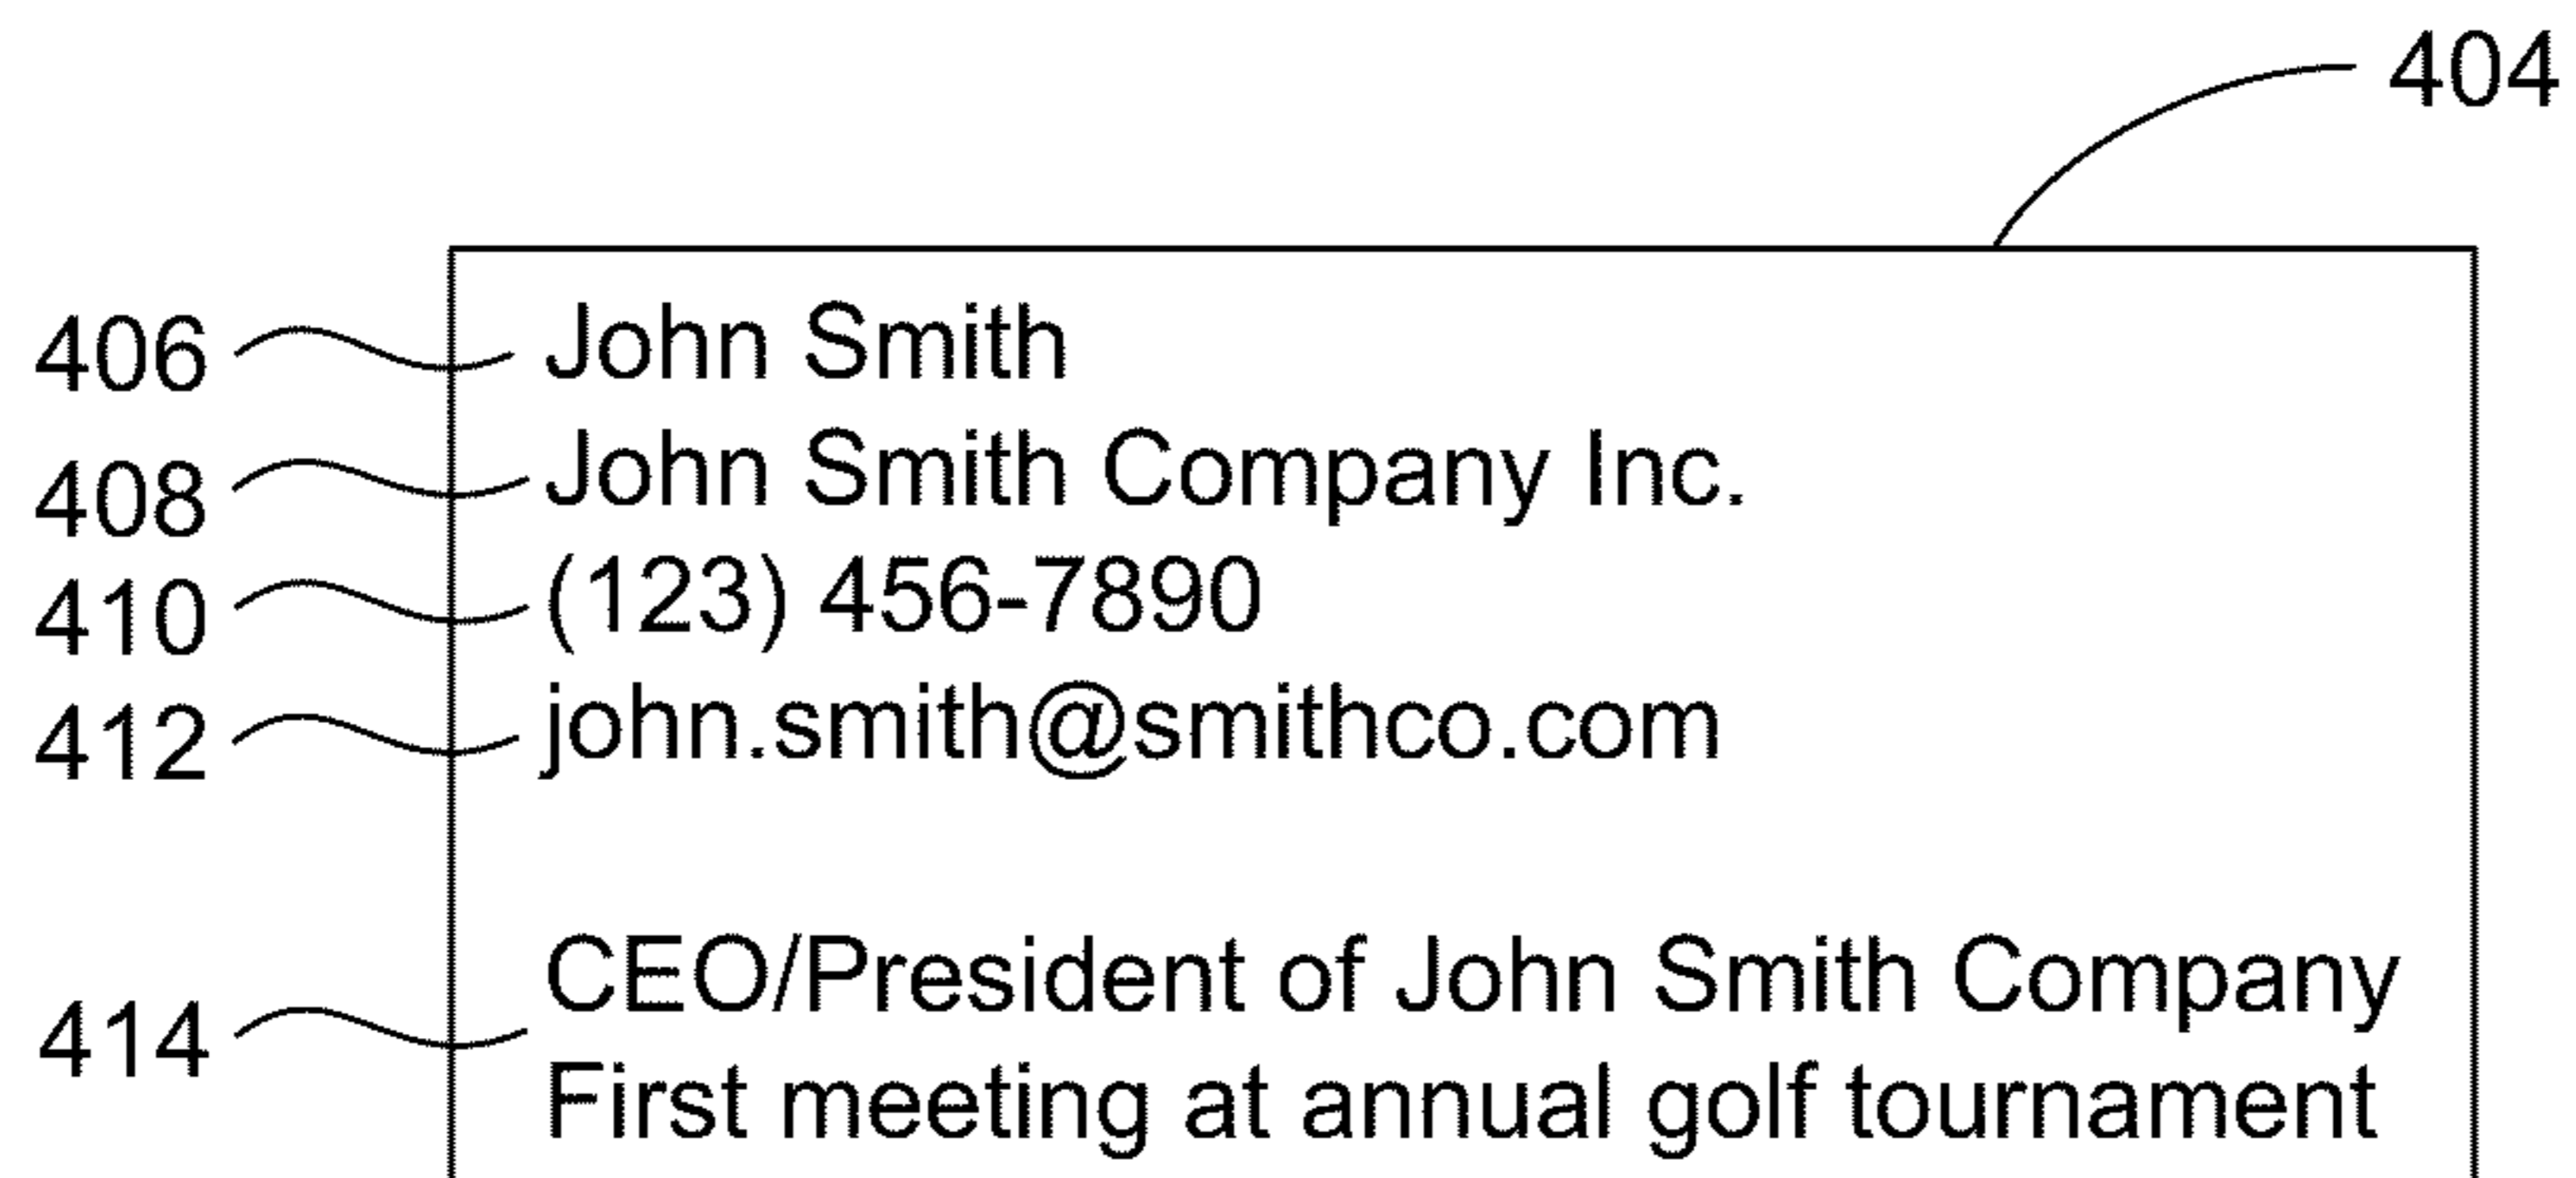 404
406 John Smith
408 John Smith Company Inc.
410 (123) 456-7890
412 john.smith@smithco.com
CEO/President of John Smith Company
414
First meeting at annual golf tournament